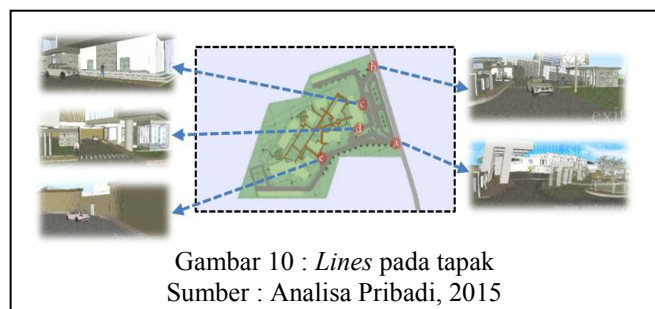 b
c
d
a
e
Gambar 10 : Lines pada tapak
Sumber : Analisa Pribadi, 2015